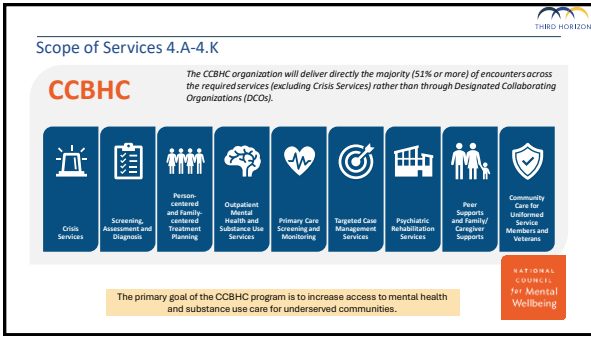 THIRD HORIZON
Scope of Services 4.A-4.K
CCBHC
The CCBHC organization will deliver directly the majority (51% or more) of encounters across
the required services (excluding Crisis Services) rather than through Designated Collaborating
Organizations (DCOs).
Crisis
Services
Screening,
Assessment and
Diagnosis
Person-
centered
and Family-
centered
Treatment
Planning
Outpatient
Mental
Health and
Substance Use
Services
Primary Care
Screening and
Monitoring
Targeted Case
Management
Services
Psychiatric
Rehabilitation
Services
Peer
Supports
and Family/
Caregiver
Supports
Community
Care for
Uniformed
Service
Members and
Veterans
NATIONAL
COUNCIL
for Mental
Wellbeing
The primary goal of the CCBHC program is to increase access to mental health
and substance use care for underserved communities.